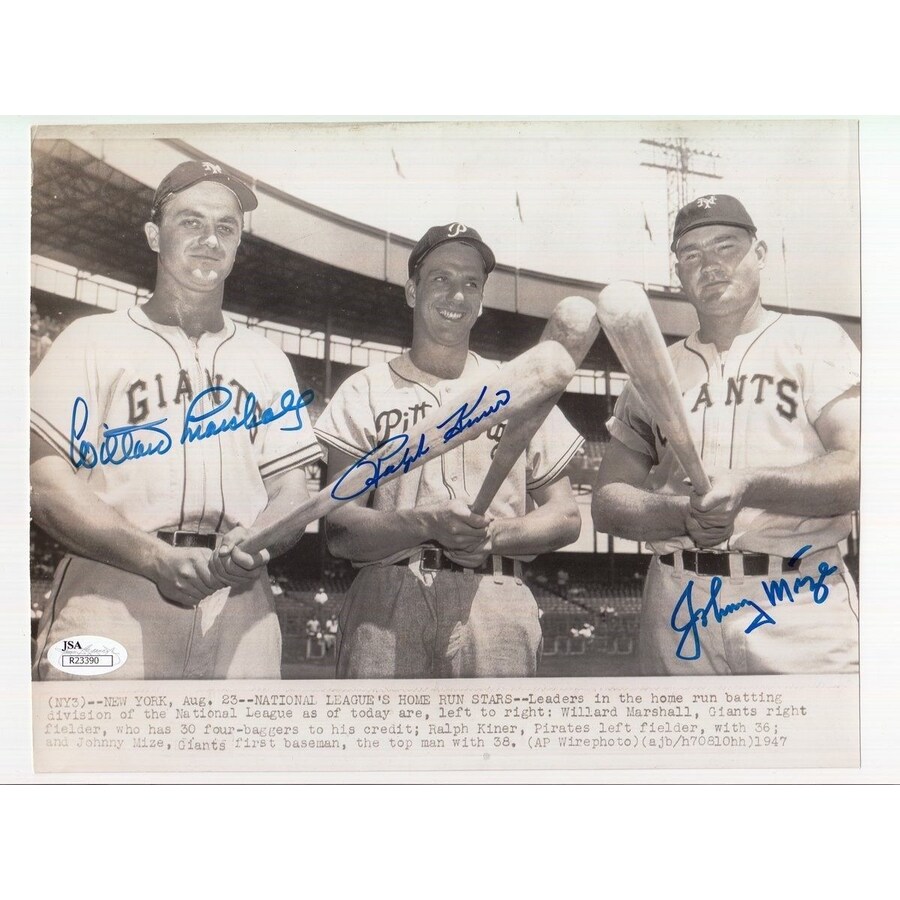 NY
P
NY
GIANTS
Pitt
GIANTS
Willard Marshall
Ralph Kiner
Johnny Mize
JSA
R23390
(NY3)--NEW YORK, Aug. 23--NATIONAL LEAGUE'S HOME RUN STARS--Leaders in the home run batting
division of the National League as of today are, left to right: Willard Marshall, Giants right
fielder, who has 30 four-baggers to his credit; Ralph Kiner, Pirates left fielder, with 36;
and Johnny Mize, Giants first baseman, the top man with 38. (AP Wirephoto)(ajb/h70810hh)1947